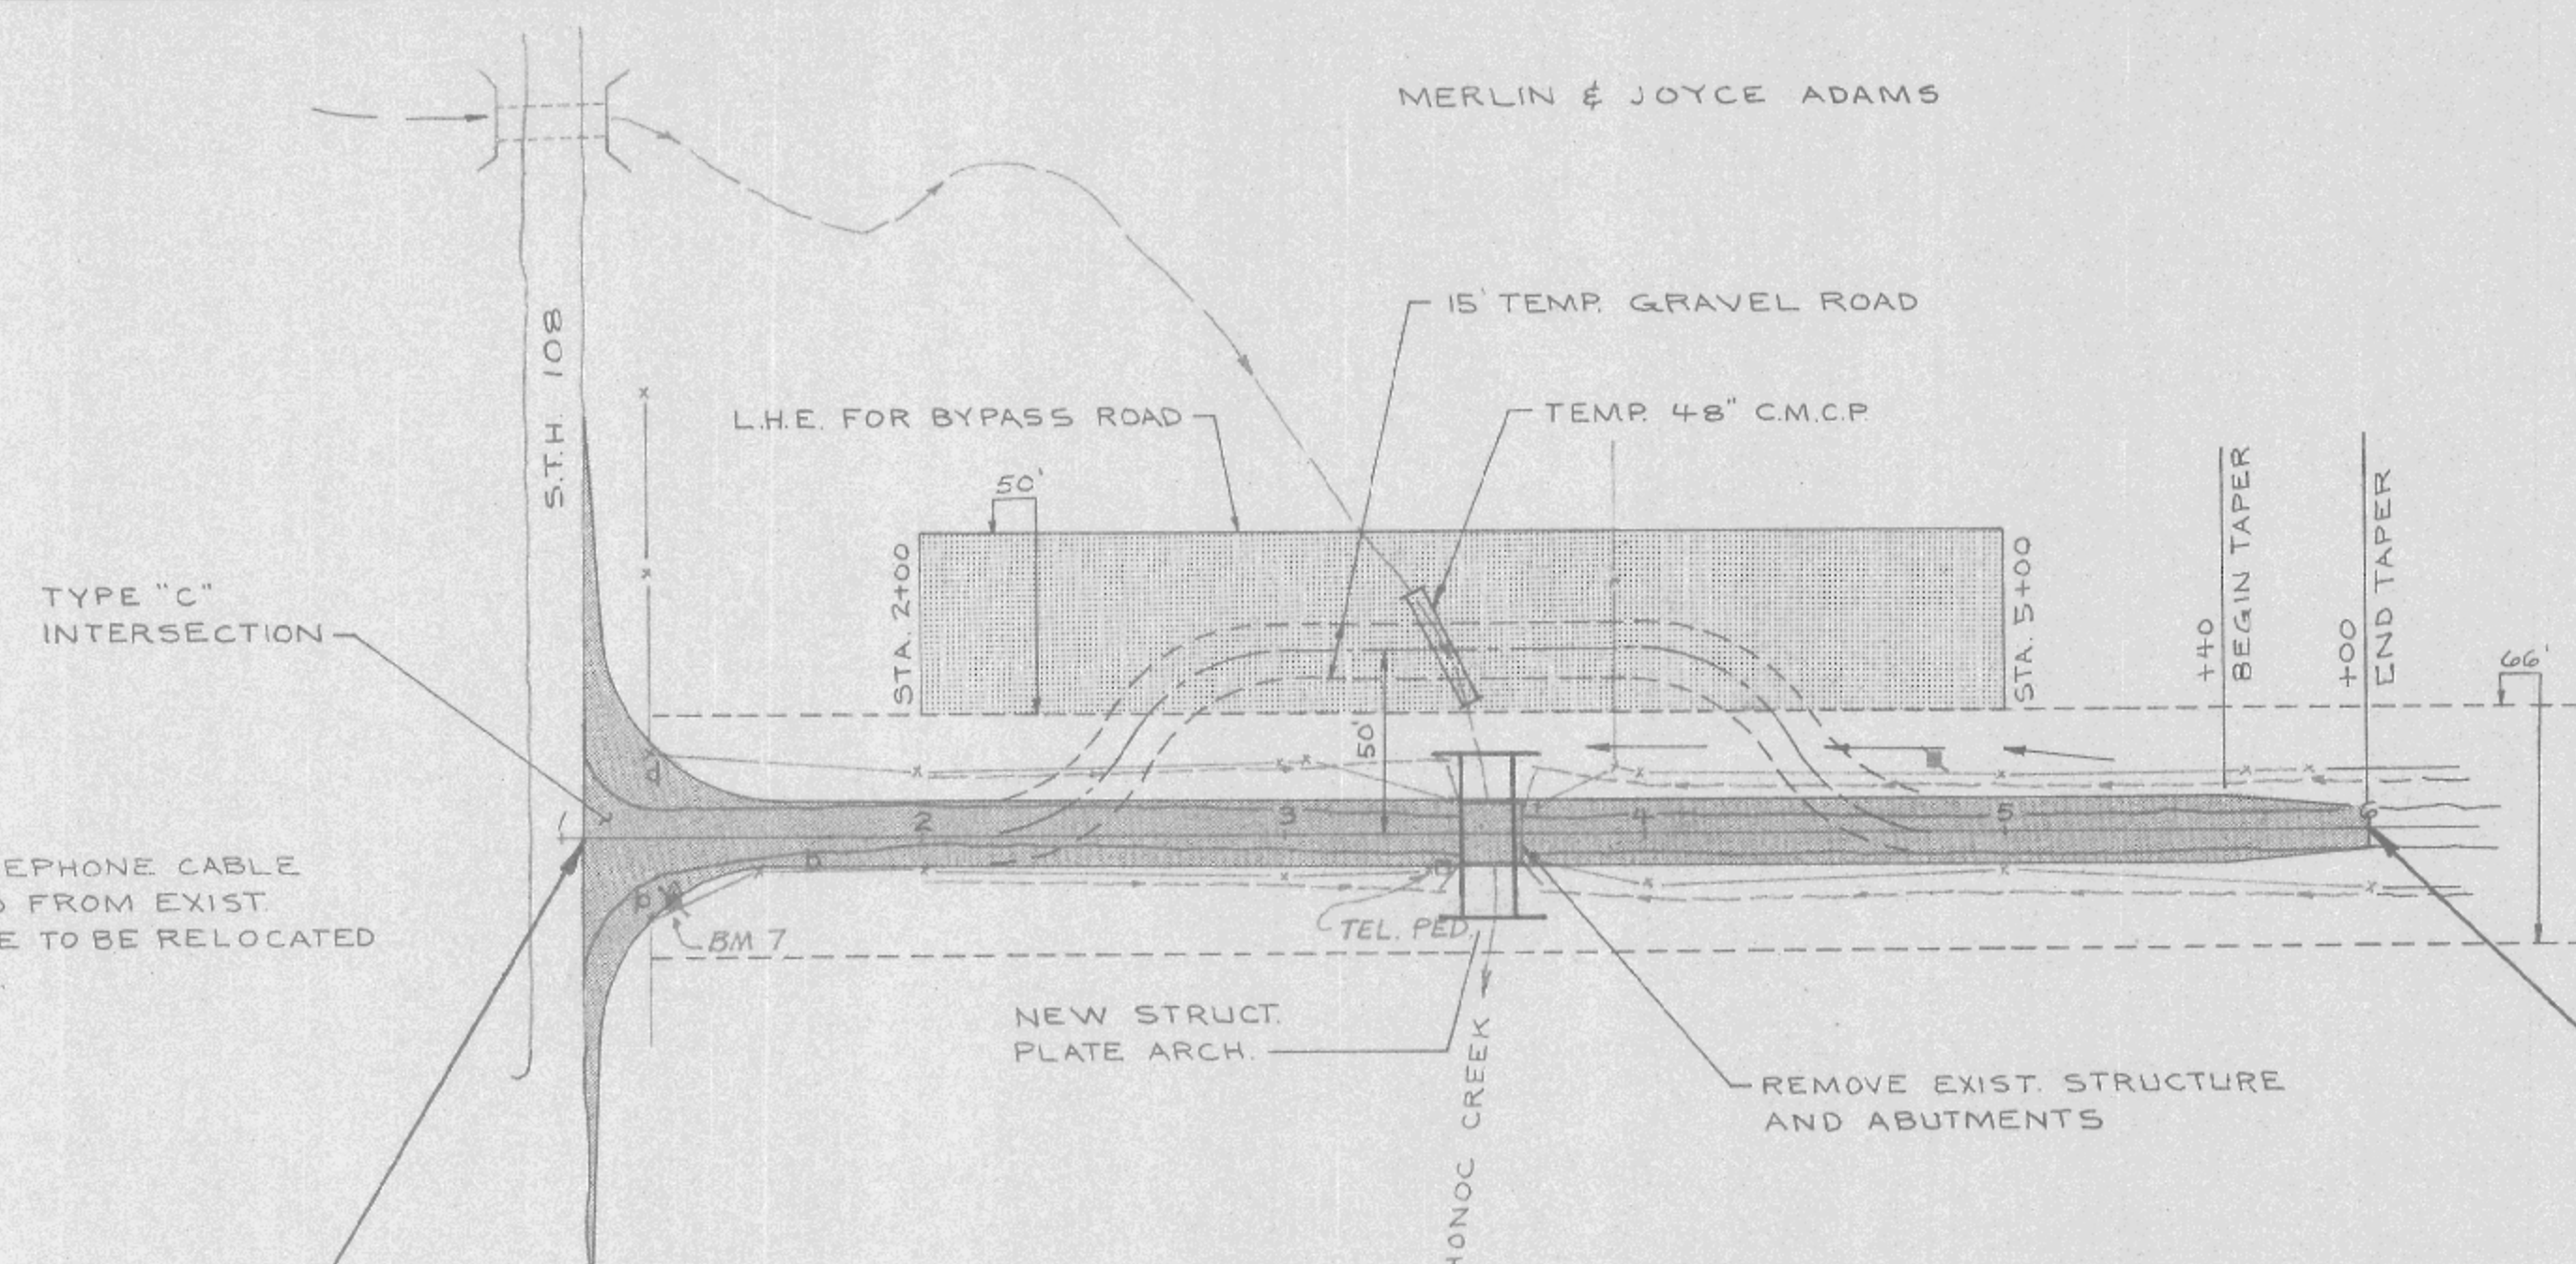 MERLIN & JOYCE ADAMS
15' TEMP. GRAVEL ROAD
L.H.E. FOR BYPASS ROAD
TEMP. 48" C.M.C.P.
S.T.H. 108
50'
STA. 2+00
STA. 5+00
+40
BEGIN TAPER
+00
END TAPER
66'
TYPE "C"
INTERSECTION
50'
1
2
3
4
5
6
EPHONE CABLE
FROM EXIST.
E TO BE RELOCATED
BM 7
TEL. PED.
NEW STRUCT.
PLATE ARCH.
HONOC CREEK
REMOVE EXIST. STRUCTURE
AND ABUTMENTS